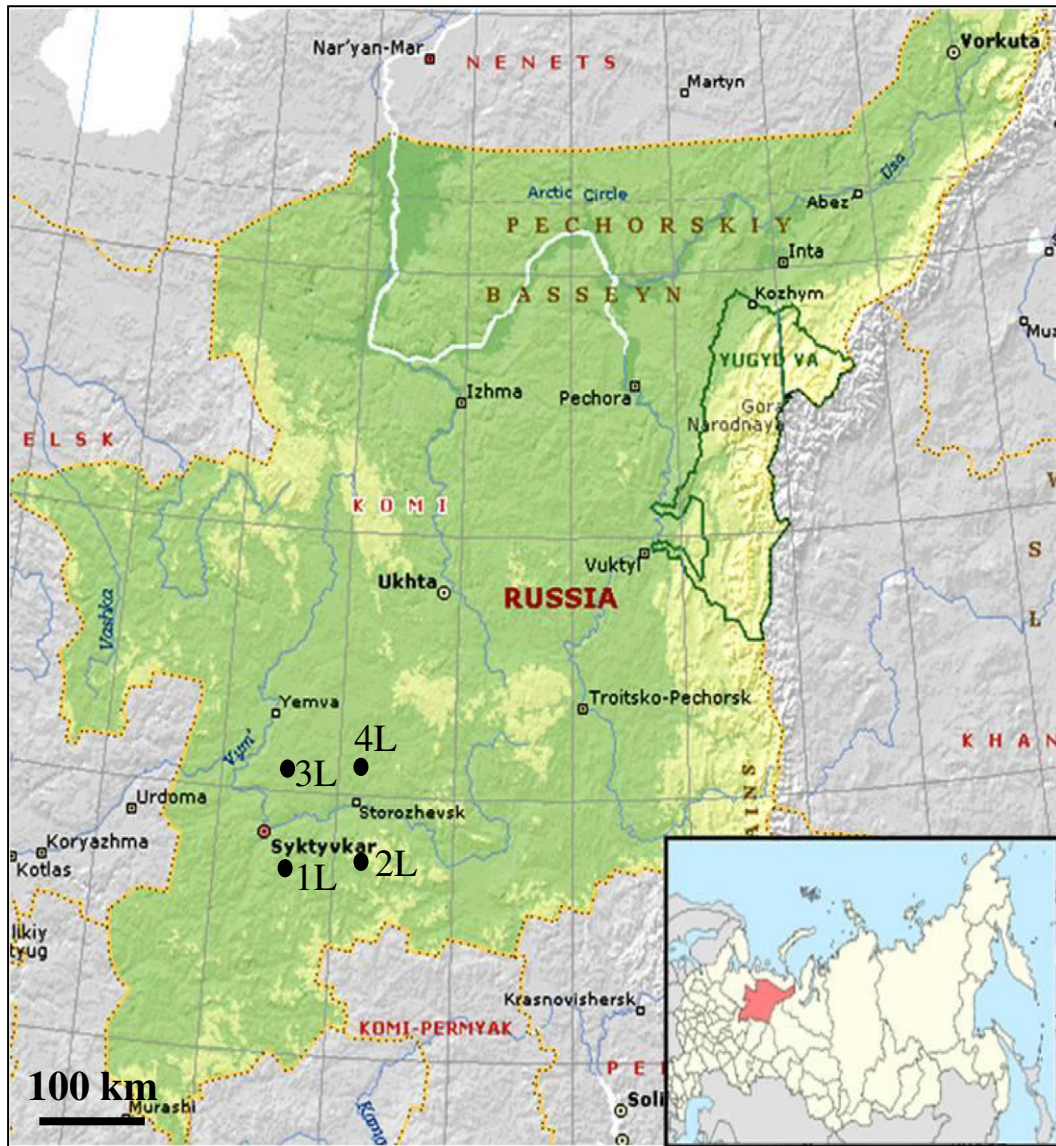 Nar'yan-Mar
NENETS
Vorkuta
Martyn
Usa
Arctic Circle
Abez
PECHORSKIY
Inta
BASSEYN
Kozhym
YUGYD VA
Izhma
Pechora
Gora
Narodnaya
ELSK
KOMI
Vuktyl
Ukhta
RUSSIA
Vashka
Troitsko-Pechorsk
Yemva
4L
Vym'
KHAN
3L
Urdoma
Storozhevsk
Syktyvkar
Koryazhma
Kotlas
1L
2L
likiy
tyug
Krasnovishersk
KOMI-PERMYAK
100 km
PE
Murashi
Kama
Soli